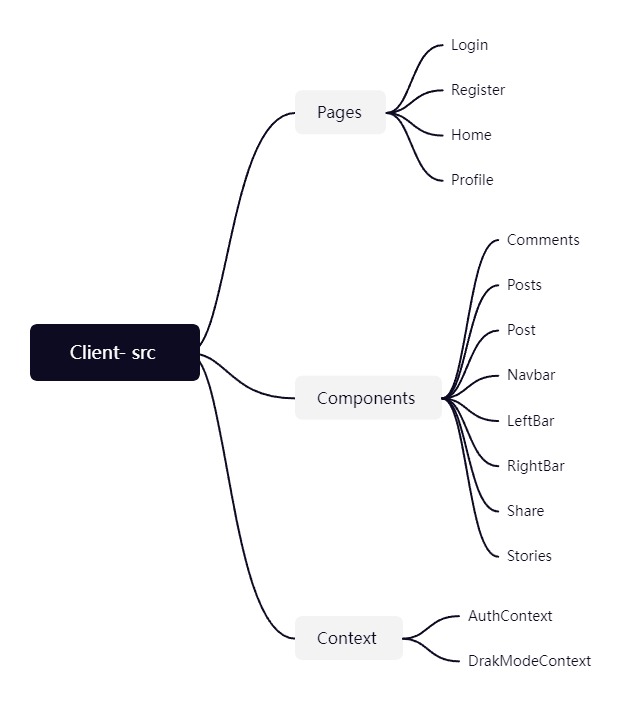 Client- src
Pages
Login
Register
Home
Profile
Components
Comments
Posts
Post
Navbar
LeftBar
RightBar
Share
Stories
Context
AuthContext
DrakModeContext